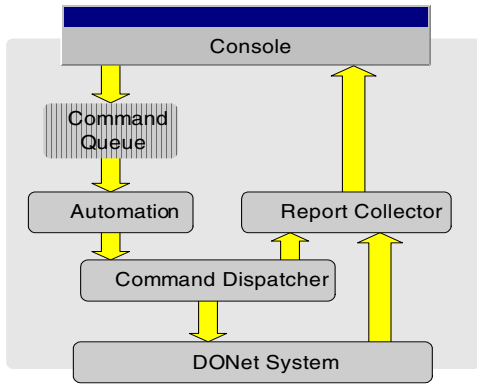 Console
Command
Queue
Automation
Report Collector
Command Dispatcher
DONet System